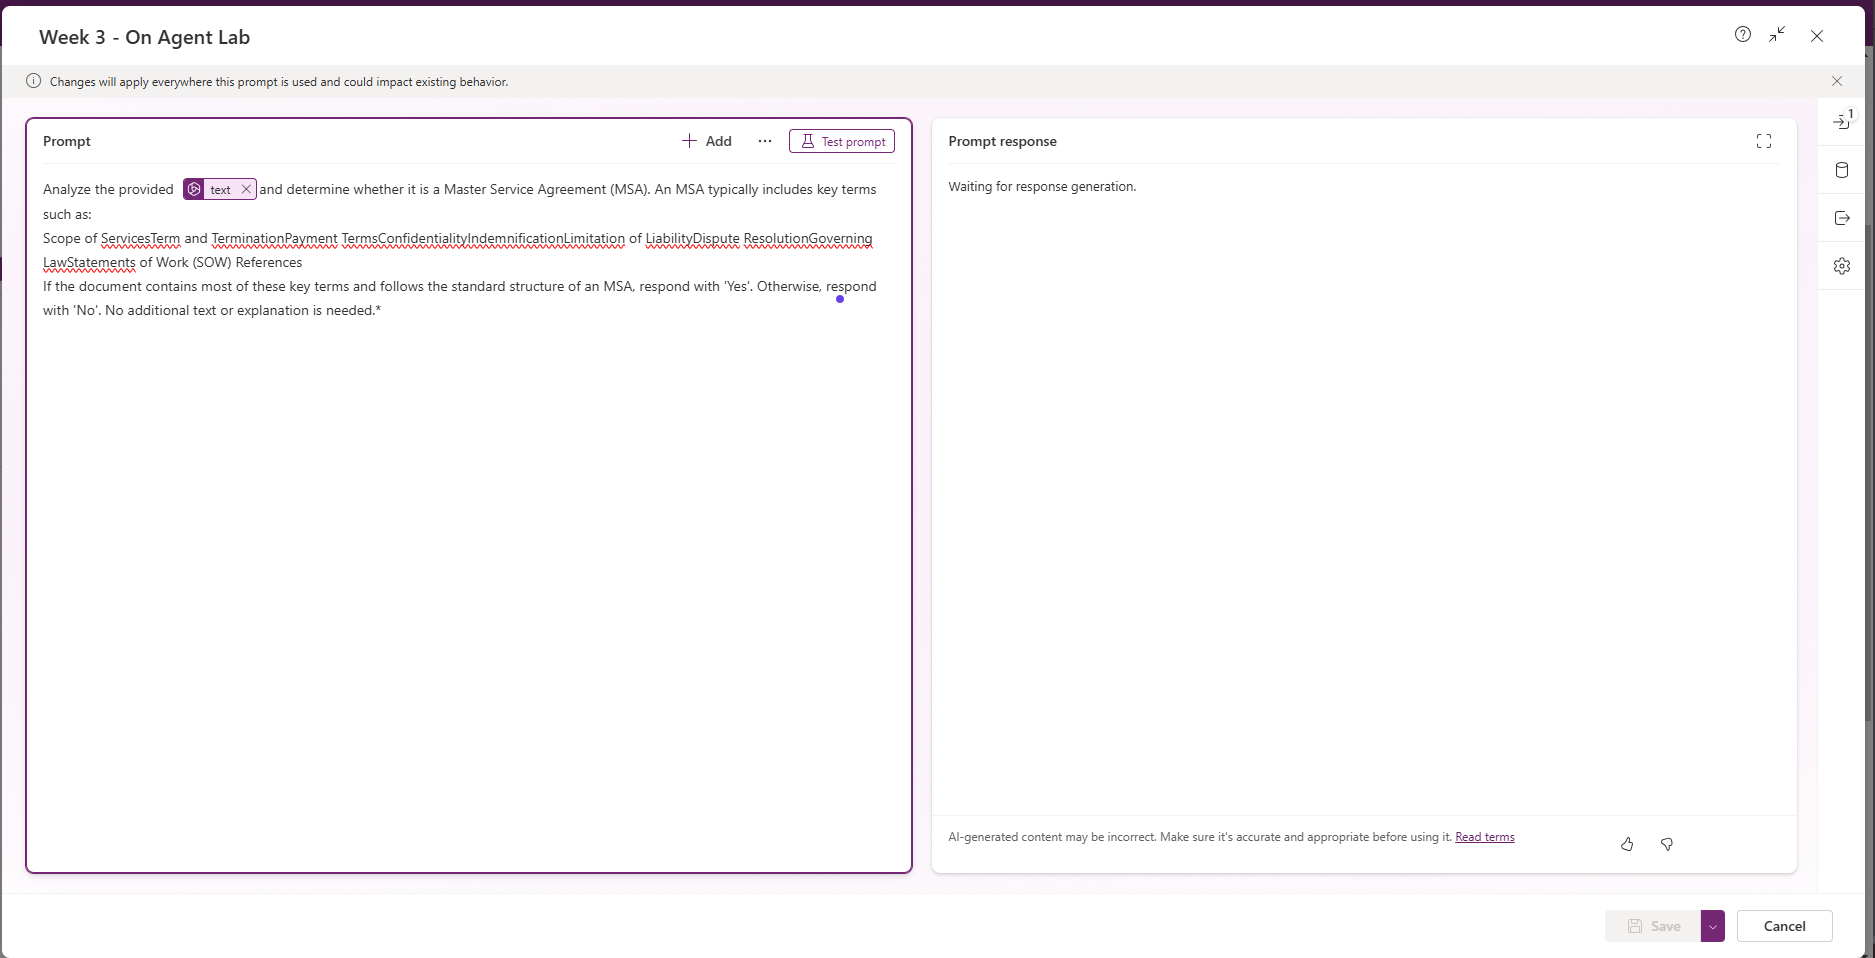 Week 3 - On Agent Lab
Changes will apply everywhere this prompt is used and could impact existing behavior.
Prompt
Add
Test prompt
Analyze the provided text and determine whether it is a Master Service Agreement (MSA). An MSA typically includes key terms
such as:
Scope of ServicesTerm and TerminationPayment TermsConfidentialityIndemnificationLimitation of LiabilityDispute ResolutionGoverning
LawStatements of Work (SOW) References
If the document contains most of these key terms and follows the standard structure of an MSA, respond with 'Yes'. Otherwise, respond
with 'No'. No additional text or explanation is needed.*
Prompt response
Waiting for response generation.
AI-generated content may be incorrect. Make sure it's accurate and appropriate before using it. Read terms
1
Save
Cancel